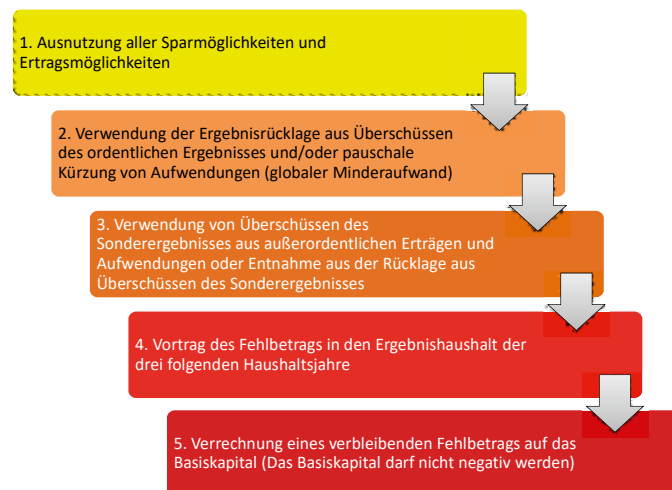 1. Ausnutzung aller Sparmöglichkeiten und
Ertragsmöglichkeiten
2. Verwendung der Ergebnisrücklage aus Überschüssen
des ordentlichen Ergebnisses und/oder pauschale
Kürzung von Aufwendungen (globaler Minderaufwand)
3. Verwendung von Überschüssen des
Sonderergebnisses aus außerordentlichen Erträgen und
Aufwendungen oder Entnahme aus der Rücklage aus
Überschüssen des Sonderergebnisses
4. Vortrag des Fehlbetrags in den Ergebnishaushalt der
drei folgenden Haushaltsjahre
5. Verrechnung eines verbleibenden Fehlbetrags auf das
Basiskapital (Das Basiskapital darf nicht negativ werden)